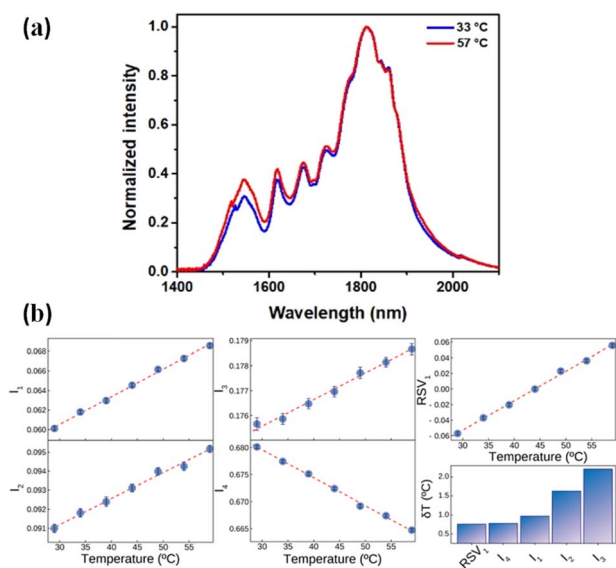 (a)
33 °C
57 °C
Normalized intensity
1.0
0.8
0.6
0.4
0.2
0.0
1400 1600 1800 2000
Wavelength (nm)
(b)
I₁
0.068
0.066
0.064
0.062
0.060
I₃
0.179
0.178
0.177
0.176
RSV₁
0.06
0.04
0.02
0.00
- 0.02
- 0.04
- 0.06
30 35 40 45 50 55
Temperature (ºC)
I₂
0.095
0.094
0.093
0.092
0.091
30 35 40 45 50 55
Temperature (ºC)
I₄
0.680
0.675
0.670
0.665
30 35 40 45 50 55
Temperature (ºC)
δT (ºC)
2.0
1.5
1.0
0.5
RSV₁ I₄ I₁ I₂ I₃